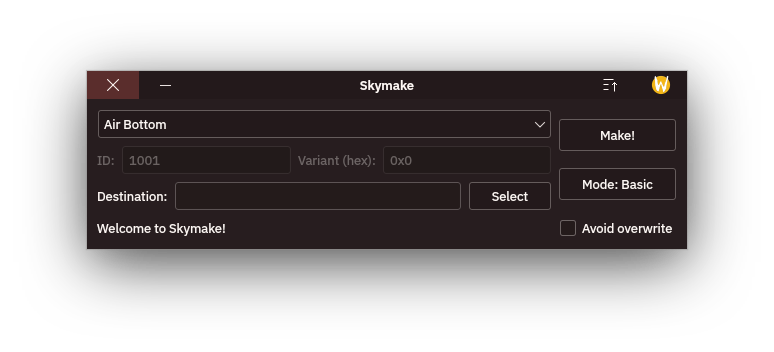 Skymake
W
Air Bottom
Make!
ID: 1001 Variant (hex): 0x0
Mode: Basic
Destination: Select
Welcome to Skymake! Avoid overwrite